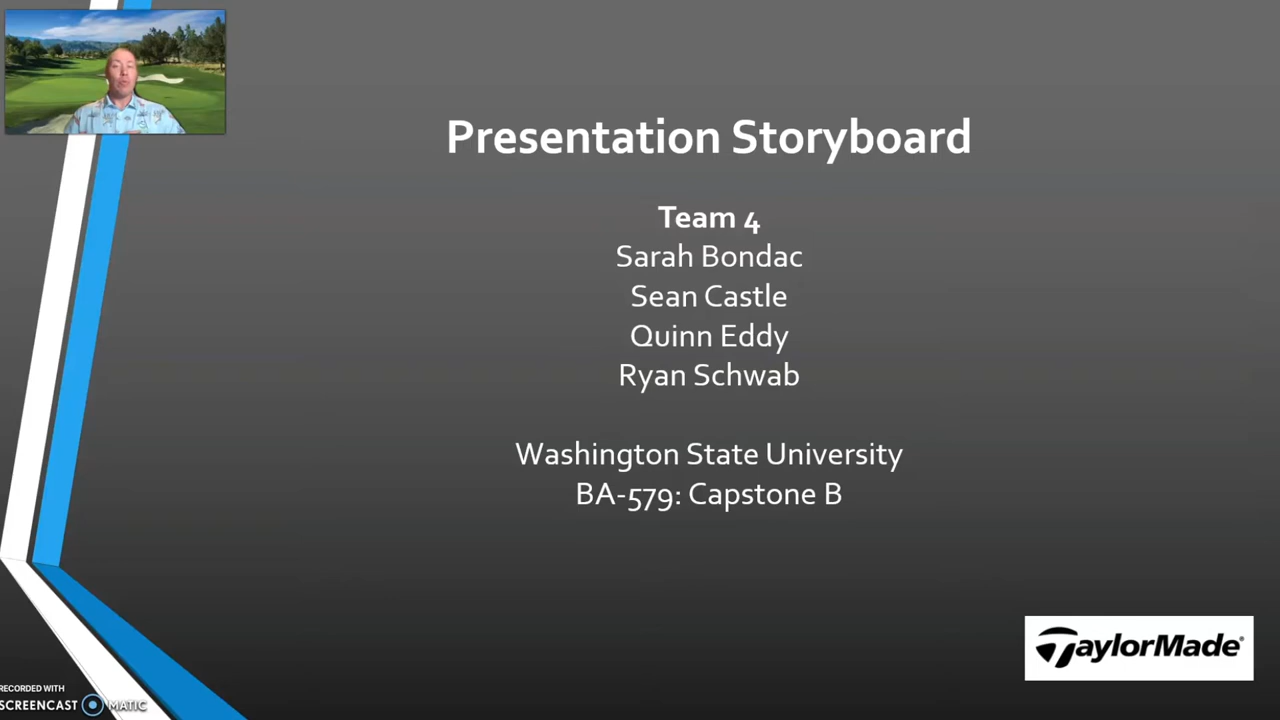 Presentation Storyboard
Team 4
Sarah Bondac
Sean Castle
Quinn Eddy
Ryan Schwab
Washington State University
BA-579: Capstone B
TaylorMade®
RECORDED WITH
SCREENCAST MATIC